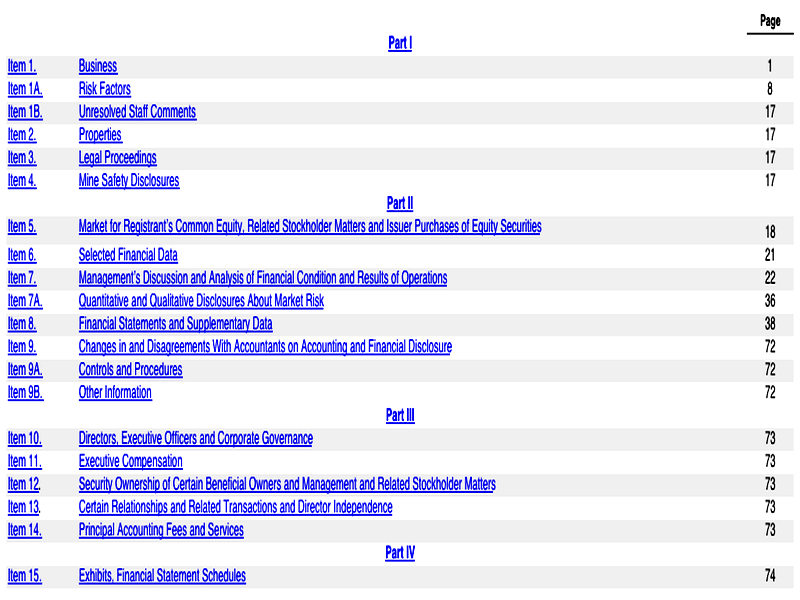 Page
Part I
Item 1. Business 1
Item 1A. Risk Factors 8
Item 1B. Unresolved Staff Comments 17
Item 2. Properties 17
Item 3. Legal Proceedings 17
Item 4. Mine Safety Disclosures 17
Part II
Item 5. Market for Registrant's Common Equity, Related Stockholder Matters and Issuer Purchases of Equity Securities 18
Item 6. Selected Financial Data 21
Item 7. Management's Discussion and Analysis of Financial Condition and Results of Operations 22
Item 7A. Quantitative and Qualitative Disclosures About Market Risk 36
Item 8. Financial Statements and Supplementary Data 38
Item 9. Changes in and Disagreements With Accountants on Accounting and Financial Disclosure 72
Item 9A. Controls and Procedures 72
Item 9B. Other Information 72
Part III
Item 10. Directors, Executive Officers and Corporate Governance 73
Item 11. Executive Compensation 73
Item 12. Security Ownership of Certain Beneficial Owners and Management and Related Stockholder Matters 73
Item 13. Certain Relationships and Related Transactions and Director Independence 73
Item 14. Principal Accounting Fees and Services 73
Part IV
Item 15. Exhibits, Financial Statement Schedules 74